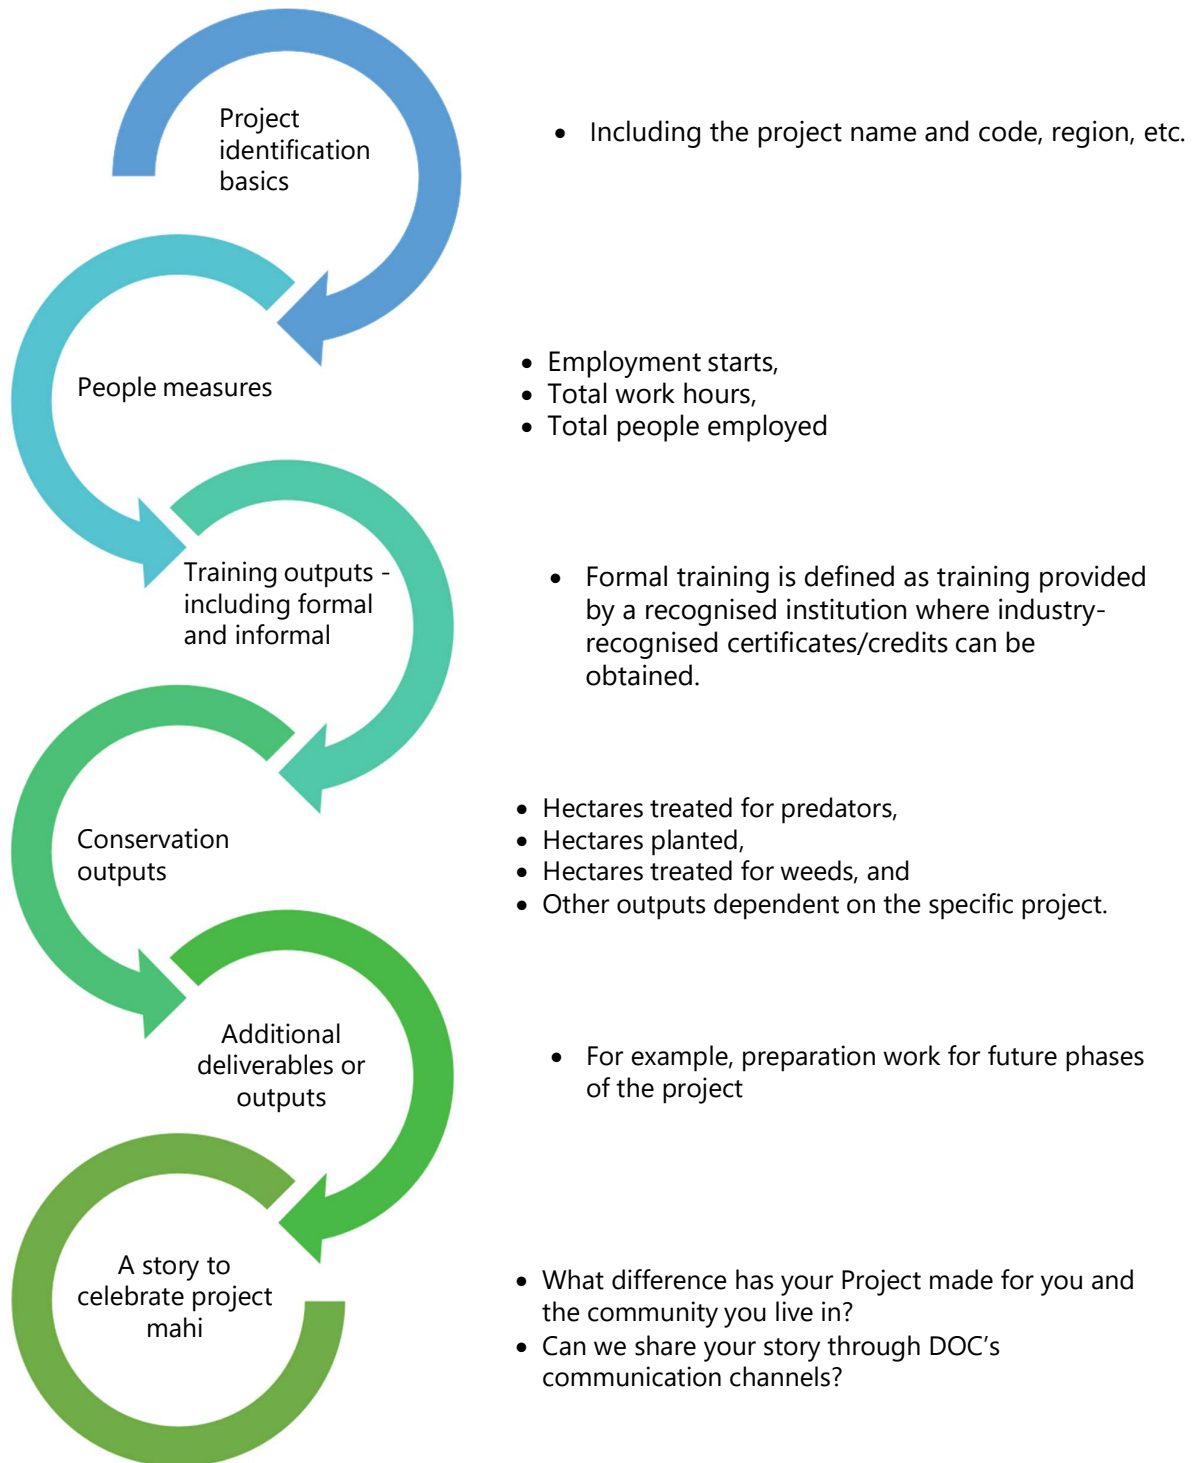 Project
identification
basics
• Including the project name and code, region, etc.
People measures
• Employment starts,
• Total work hours,
• Total people employed
Training outputs -
including formal
and informal
• Formal training is defined as training provided
by a recognised institution where industry-
recognised certificates/credits can be
obtained.
Conservation
outputs
• Hectares treated for predators,
• Hectares planted,
• Hectares treated for weeds, and
• Other outputs dependent on the specific project.
Additional
deliverables or
outputs
• For example, preparation work for future phases
of the project
A story to
celebrate project
mahi
• What difference has your Project made for you and
the community you live in?
• Can we share your story through DOC’s
communication channels?